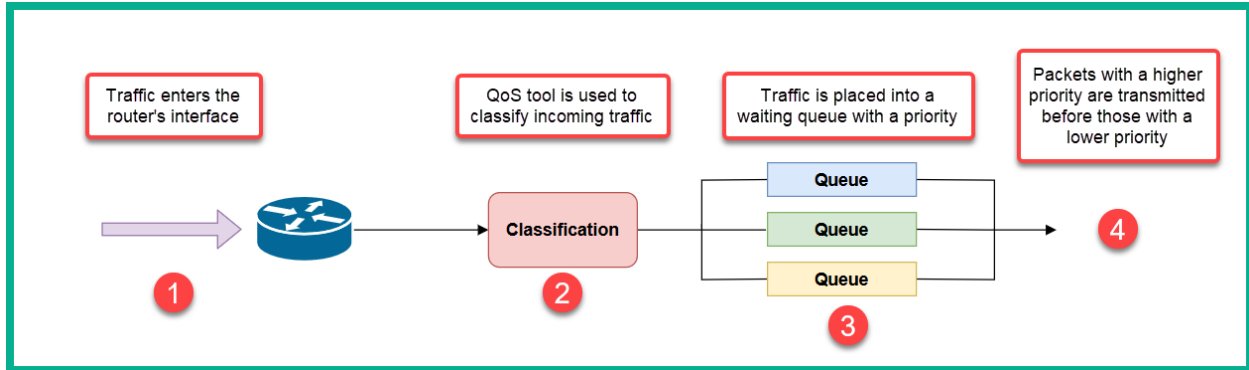 Traffic enters the
router's interface
QoS tool is used to
classify incoming traffic
Traffic is placed into a
waiting queue with a priority
Packets with a higher
priority are transmitted
before those with a
lower priority
Classification
Queue
Queue
Queue
1
2
3
4